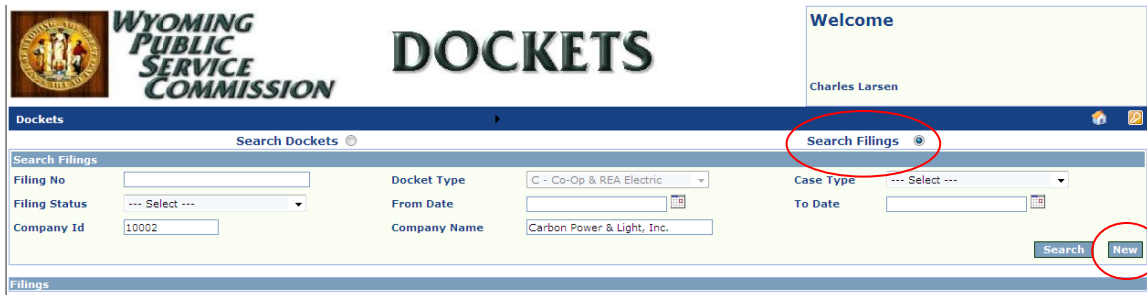 WYOMING
PUBLIC
SERVICE
COMMISSION
DOCKETS
Welcome
Charles Larsen
Dockets
Search Dockets
Search Filings
Search Filings
Filing No
Docket Type C - Co-Op & REA Electric
Case Type --- Select ---
Filing Status --- Select ---
From Date
To Date
Company Id 10002
Company Name Carbon Power & Light, Inc.
Search New
Filings